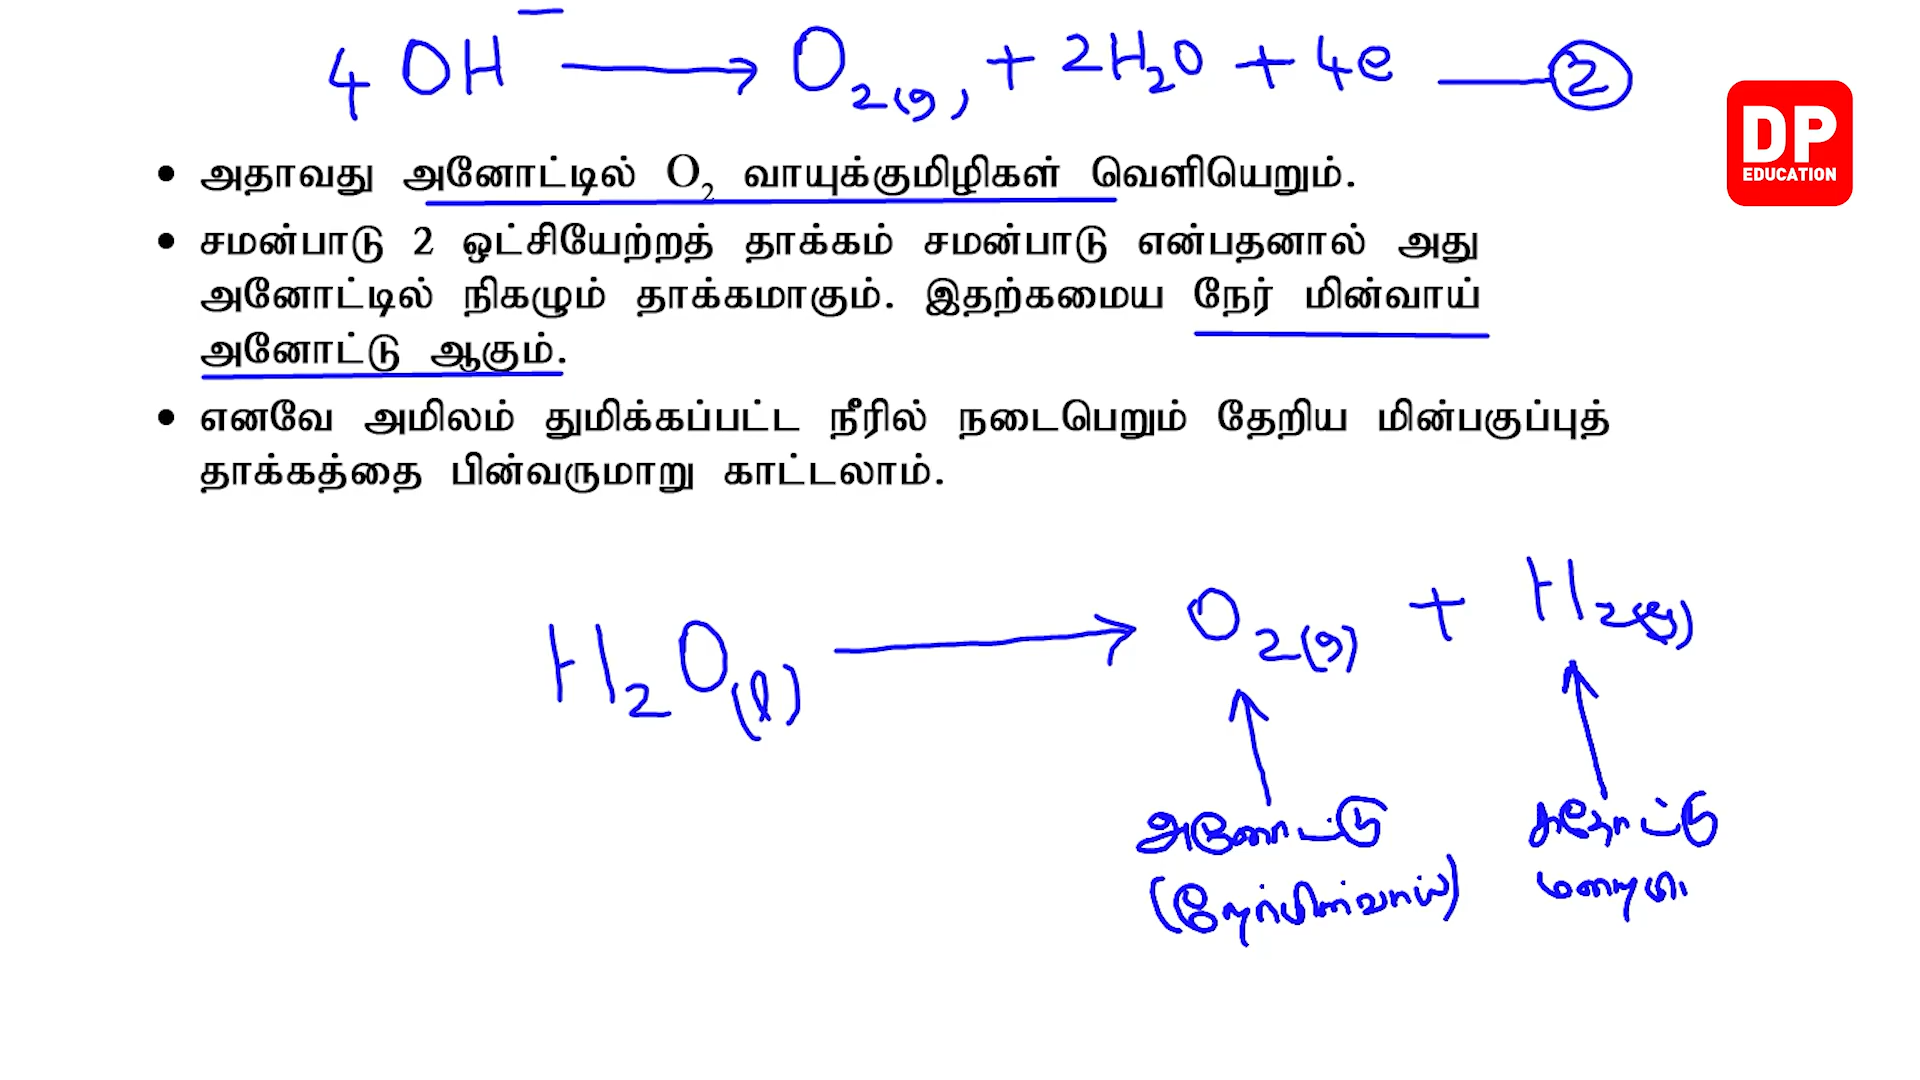 4OH⁻ → O₂(g) + 2H₂O + 4e — ②
DP
EDUCATION
• அதாவது அனோட்டில் O₂ வாயுக்குமிழிகள் வெளியெறும்.
• சமன்பாடு 2 ஒட்சியேற்றத் தாக்கம் சமன்பாடு என்பதனால் அது
அனோட்டில் நிகழும் தாக்கமாகும். இதற்கமைய நேர் மின்வாய்
அனோட்டு ஆகும்.
• எனவே அமிலம் துமிக்கப்பட்ட நீரில் நடைபெறும் தேறிய மின்பகுப்புத்
தாக்கத்தை பின்வருமாறு காட்டலாம்.
H₂O(l) → O₂(g) + H₂(g)
அனோட்டு கதோட்டு
(நேர்மின்வாய்)